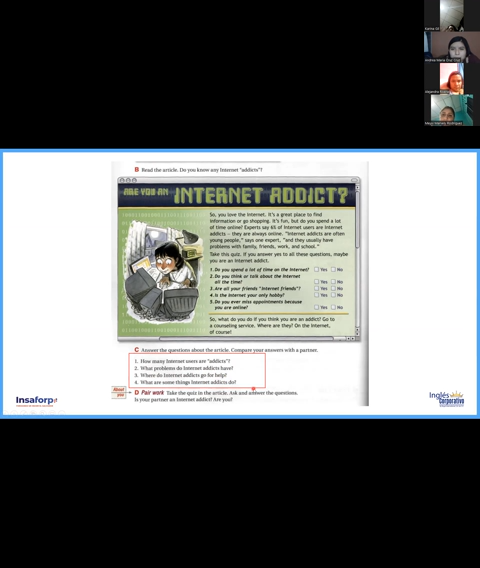 B Read the article. Do you know any Internet "addicts"?
ARE YOU AN INTERNET ADDICT?
So, you love the Internet. It's a great place to find
information or go shopping. It's fun, but do you spend a
lot of time online? Experts say 6% of Internet users are Internet
addicts — they are always online. "Internet addicts are often
young people," says one expert, "and they usually have
problems with family, friends, work, and school."
Take this quiz. If you answer yes to all these questions, maybe
you are an Internet addict.
1. Do you spend a lot of time on the Internet? Yes No
2. Do you think or talk about the Internet
all the time? Yes No
3. Are all your friends "Internet friends"? Yes No
4. Is the Internet your only hobby? Yes No
5. Do you ever miss appointments because
you are online? Yes No
So, what do you do if you think you are an addict? Go to
a counseling service. Where are they? On the Internet,
of course!
C Answer the questions about the article. Compare your answers with a partner.
1. How many Internet users are "addicts"?
2. What problems do Internet addicts have?
3. Where do Internet addicts go for help?
4. What are some things Internet addicts do?
About
you
D Pair work Take the quiz in the article. Ask and answer the questions.
Is your partner an Internet addict? Are you?
Insaforp
Inglés
Corporativo